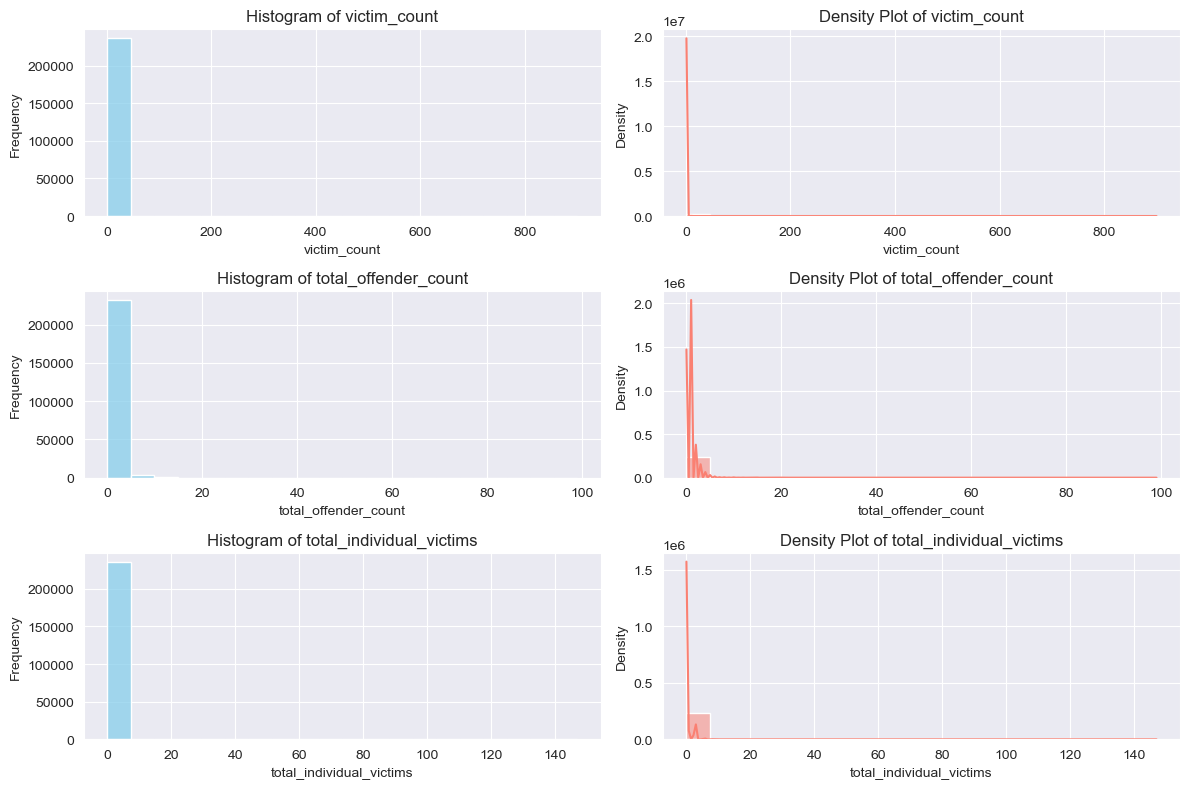 Histogram of victim_count
Frequency
200000
150000
100000
50000
0
0 200 400 600 800
victim_count
Density Plot of victim_count
1e7
Density
2.0
1.5
1.0
0.5
0.0
0 200 400 600 800
victim_count
Histogram of total_offender_count
Frequency
200000
150000
100000
50000
0
0 20 40 60 80 100
total_offender_count
Density Plot of total_offender_count
1e6
Density
2.0
1.5
1.0
0.5
0.0
0 20 40 60 80 100
total_offender_count
Histogram of total_individual_victims
Frequency
200000
150000
100000
50000
0
0 20 40 60 80 100 120 140
total_individual_victims
Density Plot of total_individual_victims
1e6
Density
1.5
1.0
0.5
0.0
0 20 40 60 80 100 120 140
total_individual_victims